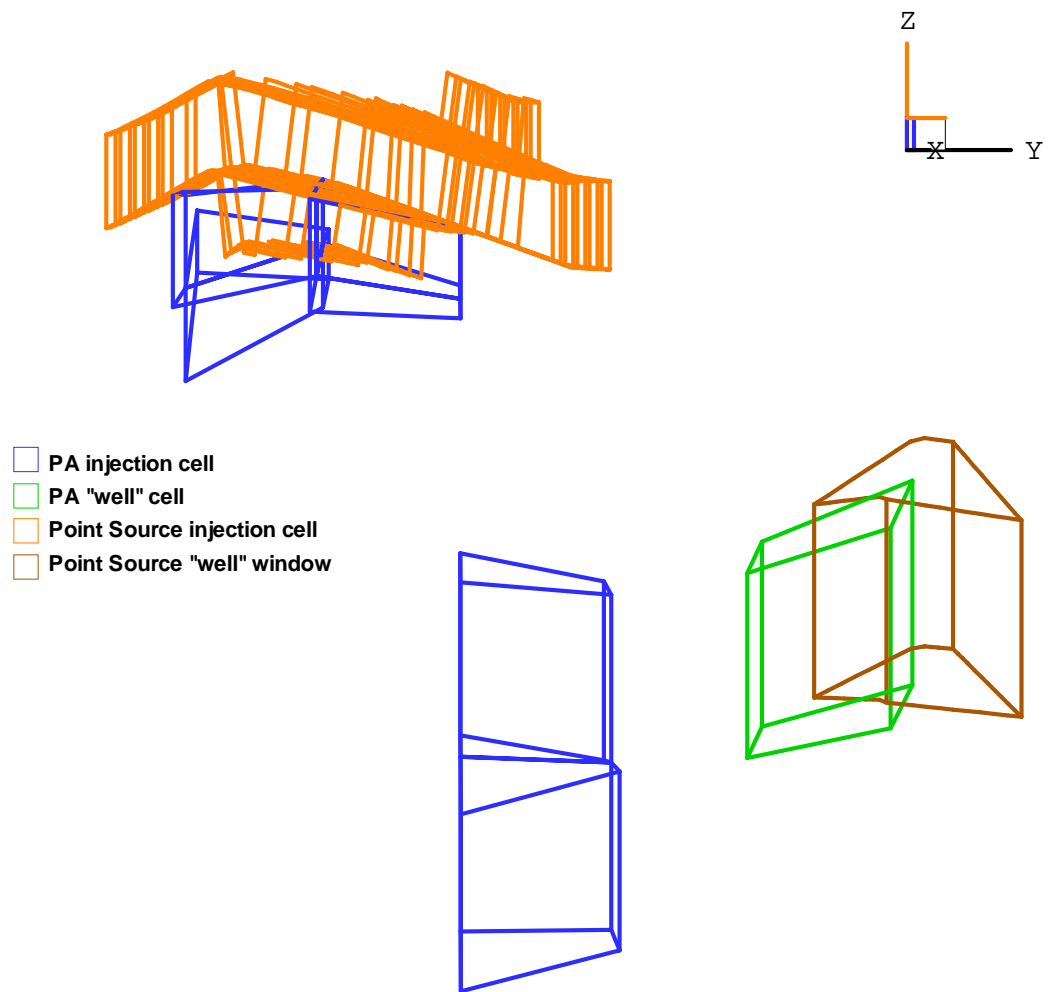 Z
X
Y
PA injection cell
PA "well" cell
Point Source injection cell
Point Source "well" window